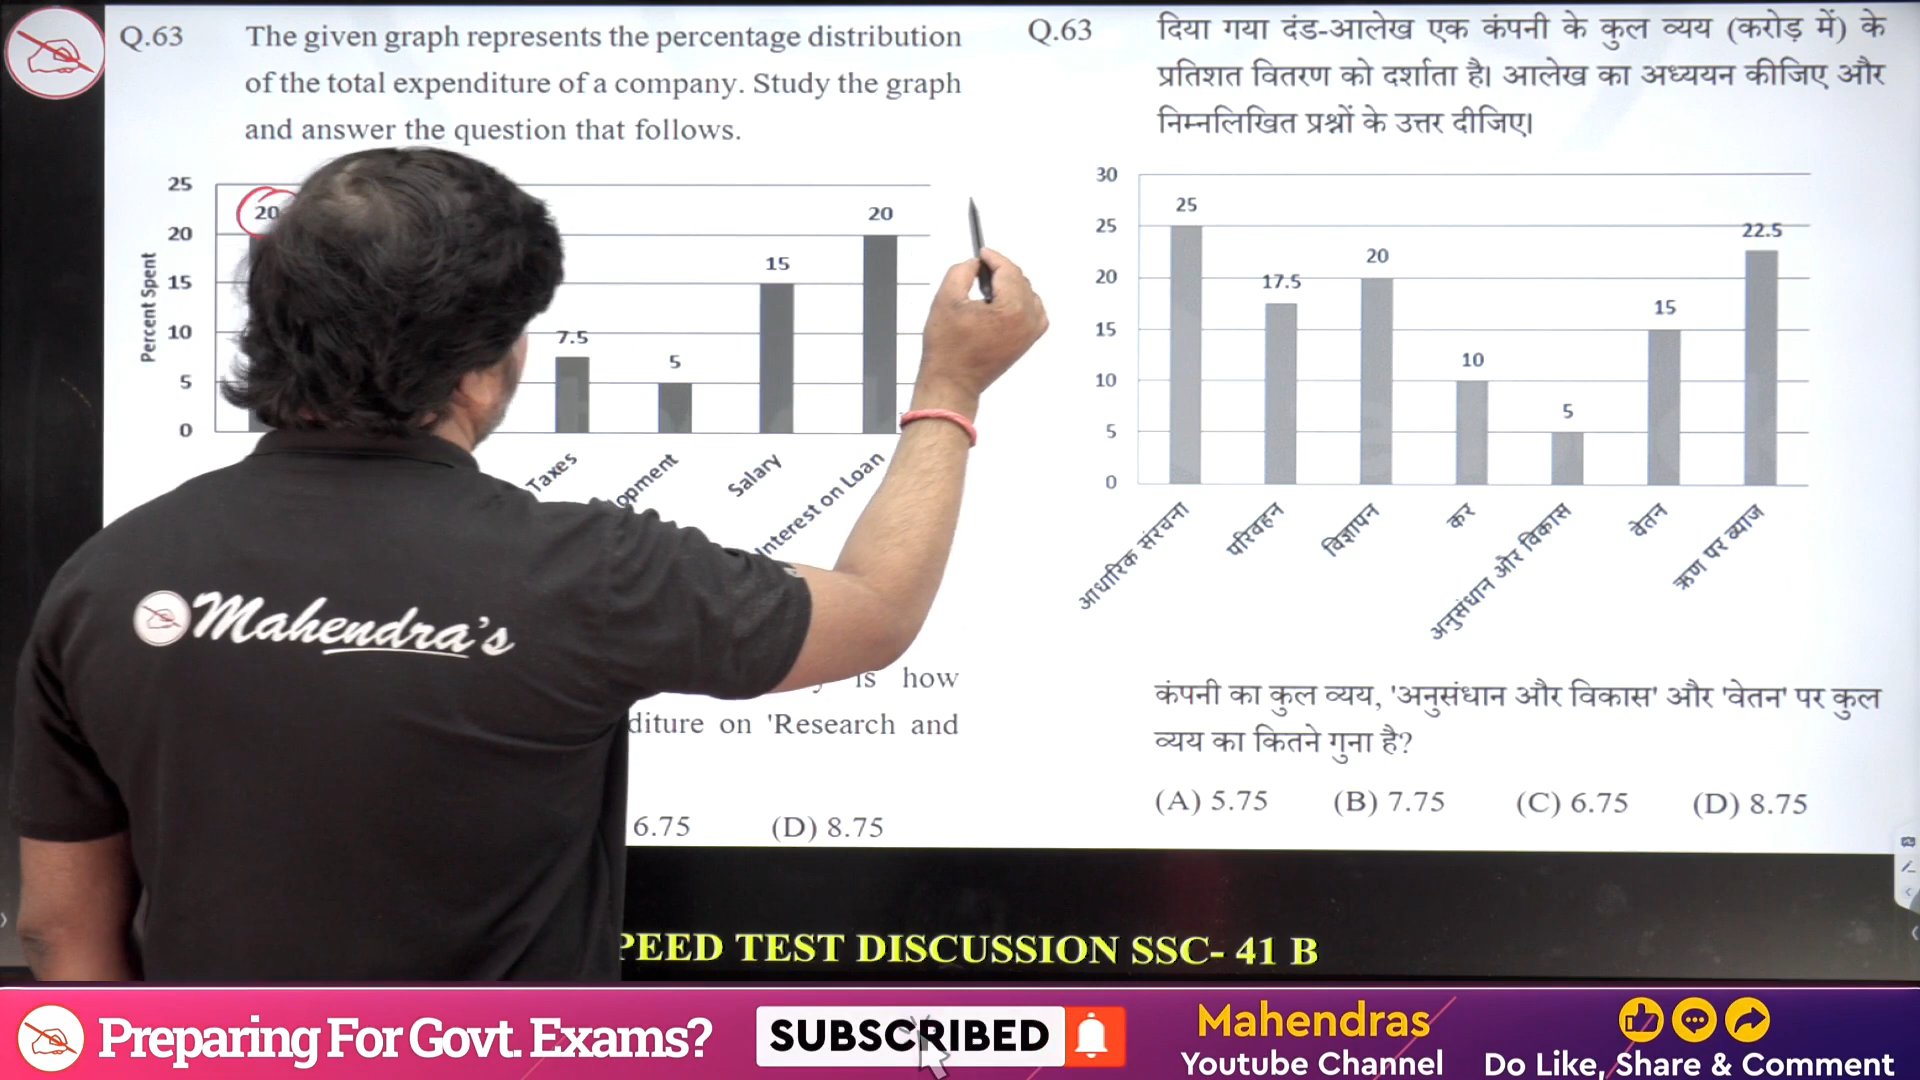 Q.63
The given graph represents the percentage distribution
of the total expenditure of a company. Study the graph
and answer the question that follows.
25
20
15
10
5
0
Percent Spent
20
7.5
5
15
20
Taxes
Salary
Interest on Loan
is how
'Research and
6.75 (D) 8.75
Q.63
दिया गया दंड-आलेख एक कंपनी के कुल व्यय (करोड़ में) के
प्रतिशत वितरण को दर्शाता है। आलेख का अध्ययन कीजिए और
निम्नलिखित प्रश्नों के उत्तर दीजिए।
30
25
20
15
10
5
0
25
17.5
20
10
5
15
22.5
आधारिक संरचना
परिवहन
विज्ञापन
कर
अनुसंधान और विकास
वेतन
ऋण पर ब्याज
कंपनी का कुल व्यय, 'अनुसंधान और विकास' और 'वेतन' पर कुल
व्यय का कितने गुना है?
(A) 5.75 (B) 7.75 (C) 6.75 (D) 8.75
Mahendra's
PEED TEST DISCUSSION SSC- 41 B
Preparing For Govt. Exams?
SUBSCRIBED
Mahendras
Youtube Channel
Do Like, Share & Comment